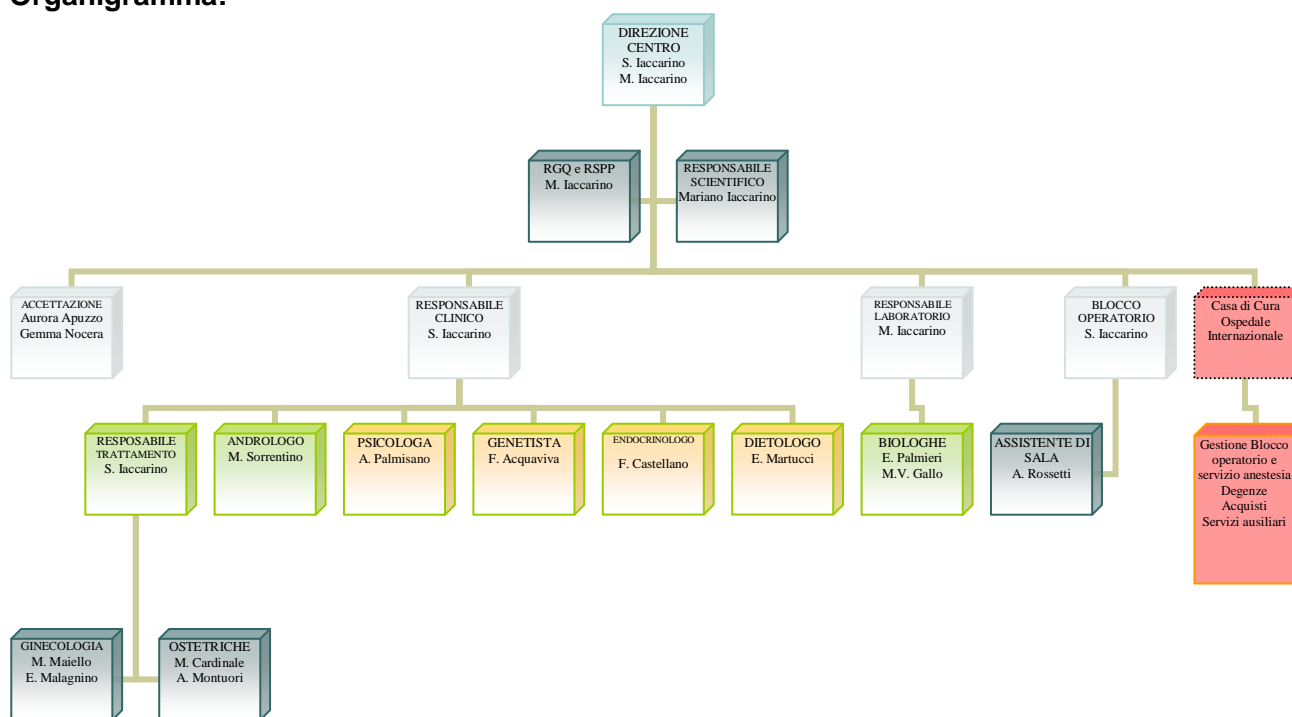 Organigramma:
DIREZIONE
CENTRO
S. Iaccarino
M. Iaccarino
RGQ e RSPP
M. Iaccarino
RESPONSABILE
SCIENTIFICO
Mariano Iaccarino
ACCETTAZIONE
Aurora Apuzzo
Gemma Nocera
RESPONSABILE
CLINICO
S. Iaccarino
RESPONSABILE
LABORATORIO
M. Iaccarino
BLOCCO
OPERATORIO
S. Iaccarino
Casa di Cura
Ospedale
Internazionale
RESPOSABILE
TRATTAMENTO
S. Iaccarino
ANDROLOGO
M. Sorrentino
PSICOLOGA
A. Palmisano
GENETISTA
F. Acquaviva
ENDOCRINOLOGO
F. Castellano
DIETOLOGO
E. Martucci
BIOLOGHE
E. Palmieri
M.V. Gallo
ASSISTENTE DI
SALA
A. Rossetti
Gestione Blocco
operatorio e
servizio anestesia
Degenze
Acquisti
Servizi ausiliari
GINECOLOGIA
M. Maiello
E. Malagnino
OSTETRICHE
M. Cardinale
A. Montuori